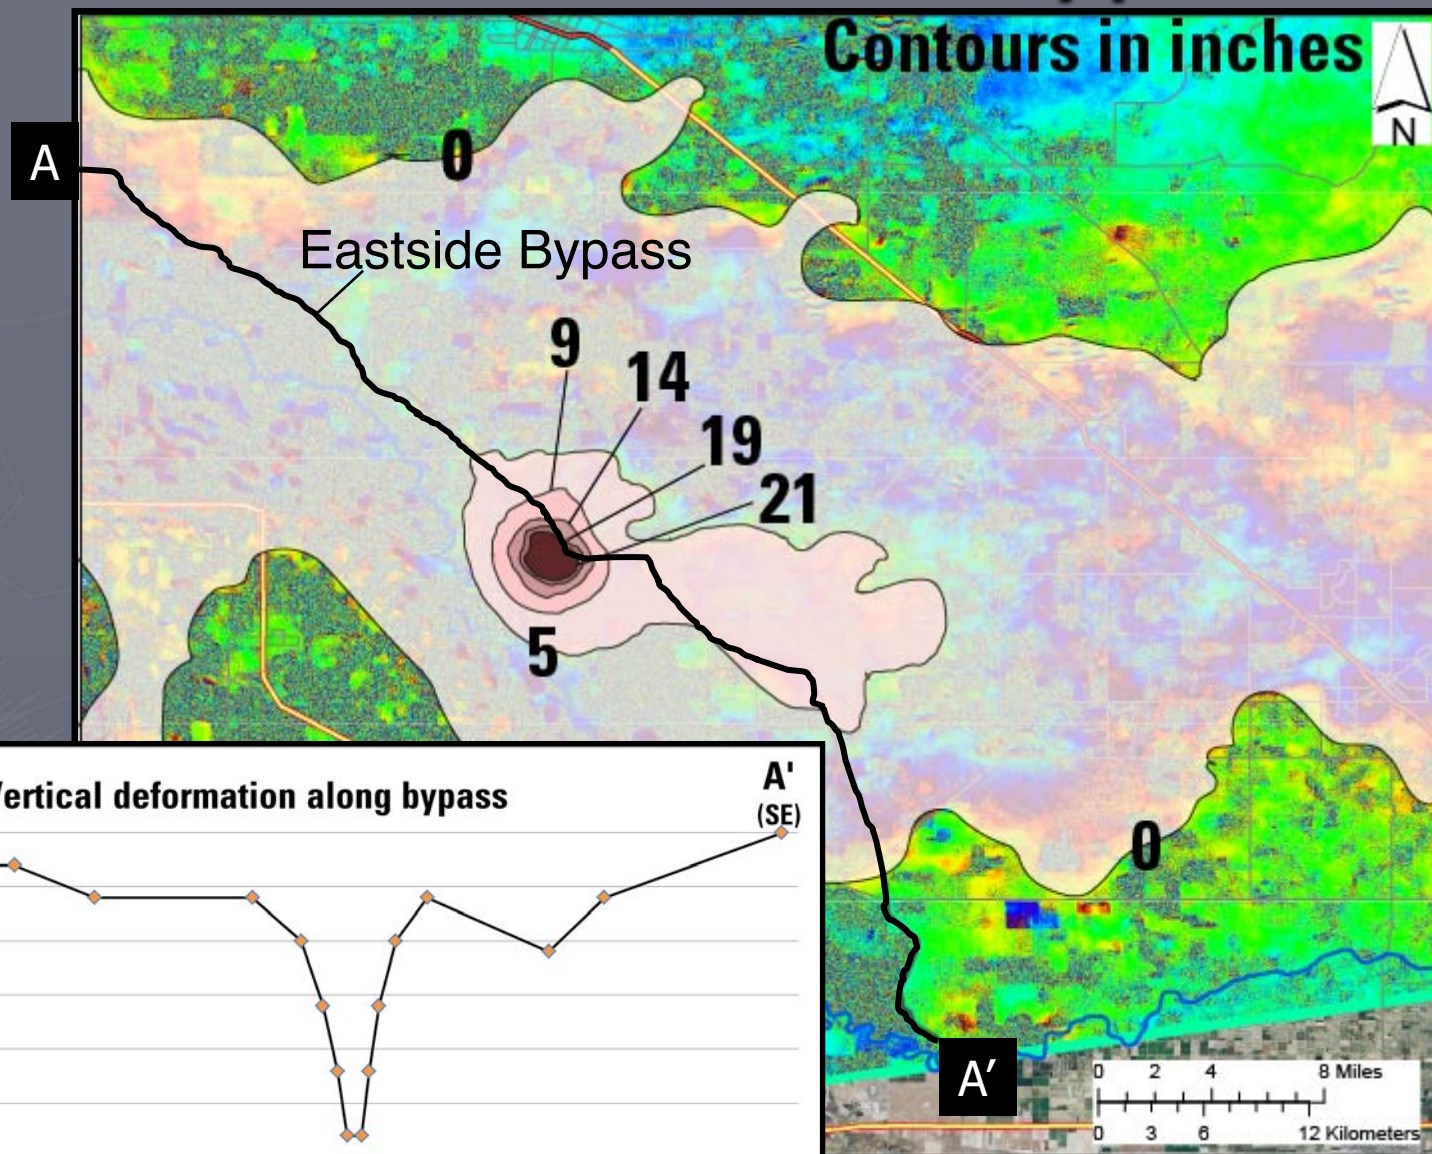 Contours in inches
N
A
0
Eastside Bypass
9
14
19
21
5
0
Vertical deformation along bypass
A'
(SE)
A′
0 2 4 8 Miles
0 3 6 12 Kilometers